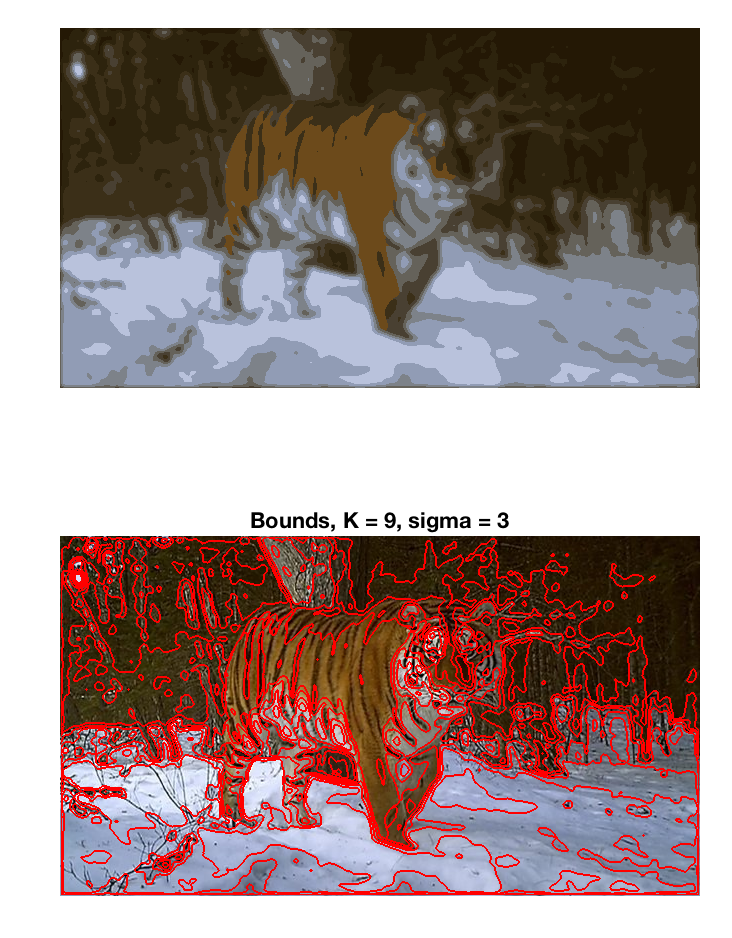 Bounds, K = 9, sigma = 3